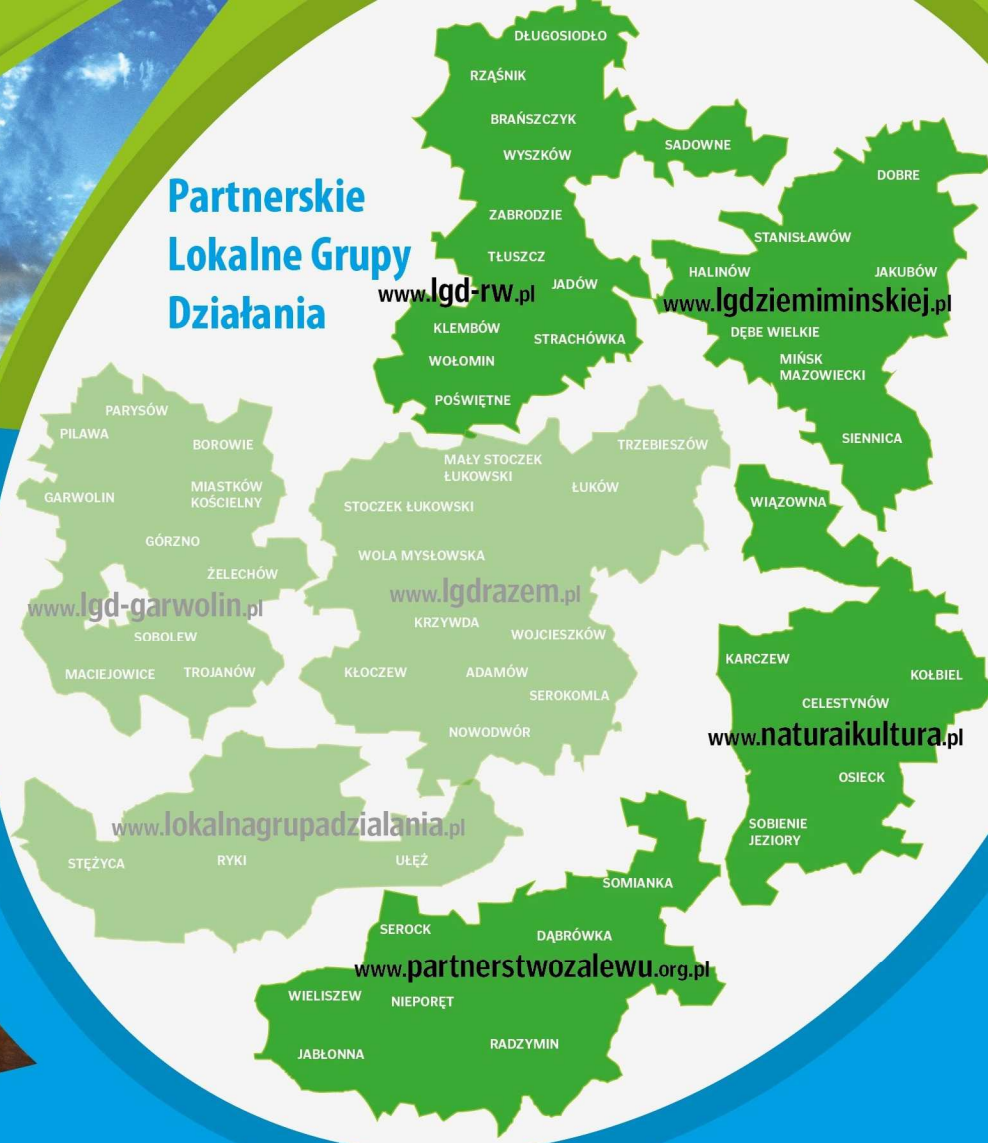 Partnerskie
Lokalne Grupy
Działania
DŁUGOSIODŁO
RZĄŚNIK
BRAŃSZCZYK
WYSZKÓW
SADOWNE
ZABRODZIE
TŁUSZCZ
JADÓW
www.lgd-rw.pl
KLEMBÓW
STRACHÓWKA
WOŁOMIN
POŚWIĘTNE
DOBRE
STANISŁAWÓW
HALINÓW
JAKUBÓW
www.lgdziemiminskiej.pl
DĘBE WIELKIE
MIŃSK
MAZOWIECKI
SIENNICA
PARYSÓW
PILAWA
BOROWIE
GARWOLIN
MIASTKÓW
KOŚCIELNY
GÓRZNO
ŻELECHÓW
www.lgd-garwolin.pl
SOBOLEW
MACIEJOWICE
TROJANÓW
TRZEBIESZÓW
MAŁY STOCZEK
ŁUKOWSKI
ŁUKÓW
STOCZEK ŁUKOWSKI
WOLA MYSŁOWSKA
www.lgdrazem.pl
KRZYWDA
WOJCIESZKÓW
KŁOCZEW
ADAMÓW
SEROKOMLA
NOWODWÓR
WIĄZOWNA
KARCZEW
KOŁBIEL
CELESTYNÓW
www.naturaikultura.pl
OSIECK
SOBIENIE
JEZIORY
www.lokalnagrupadzialania.pl
STĘŻYCA
RYKI
UŁĘŻ
SOMIANKA
SEROCK
DĄBRÓWKA
www.partnerstwozalewu.org.pl
WIELISZEW
NIEPORĘT
RADZYMIN
JABŁONNA